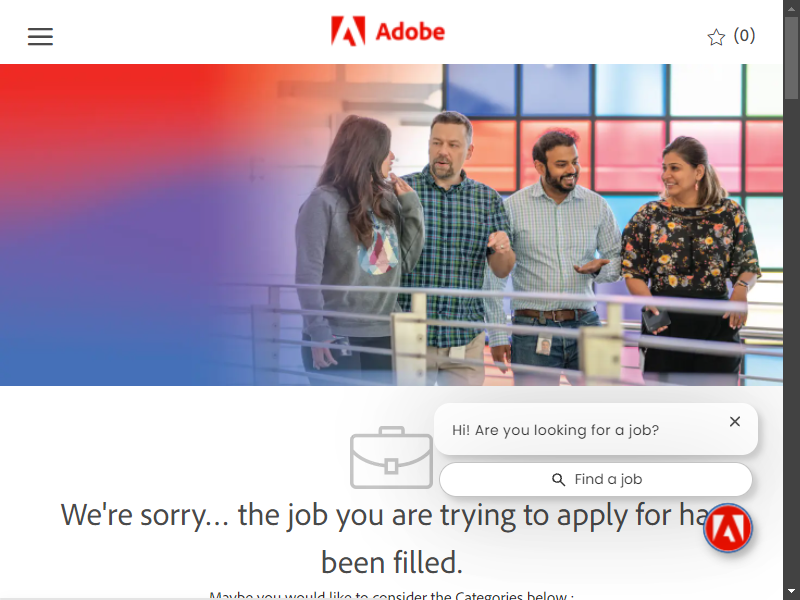 Adobe
(0)
Hi! Are you looking for a job?
Find a job
We're sorry... the job you are trying to apply for ha
been filled.
Maybe you would like to consider the Categories below :